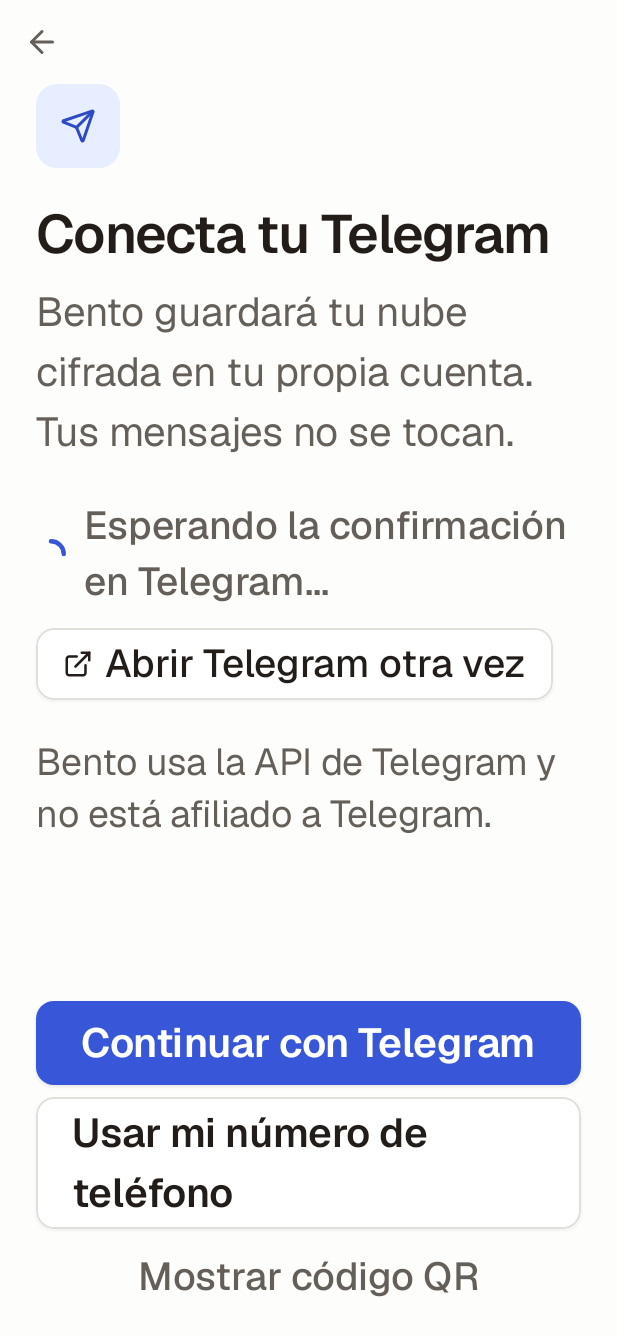 Conecta tu Telegram
Bento guardará tu nube
cifrada en tu propia cuenta.
Tus mensajes no se tocan.
Esperando la confirmación
en Telegram…
Abrir Telegram otra vez
Bento usa la API de Telegram y
no está afiliado a Telegram.
Continuar con Telegram
Usar mi número de
teléfono
Mostrar código QR